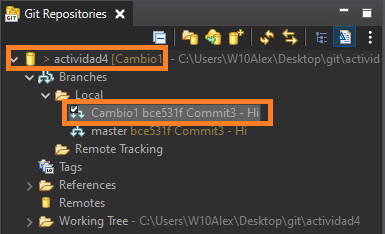 Git Repositories
> actividad4 [Cambio1 - C:\Users\W10Alex\Desktop\git\activid
Branches
Local
Cambio1 bce531f Commit3 - Hi
master bce531f Commit3 - Hi
Remote Tracking
Tags
References
Remotes
Working Tree - C:\Users\W10Alex\Desktop\git\actividad4